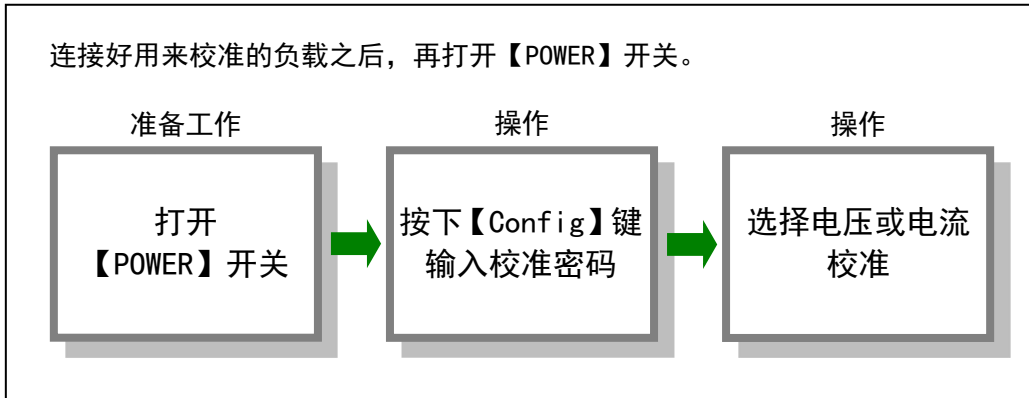 连接好用来校准的负载之后，再打开【POWER】开关。
准备工作
操作
操作
打开
【POWER】开关
按下【Config】键
输入校准密码
选择电压或电流
校准